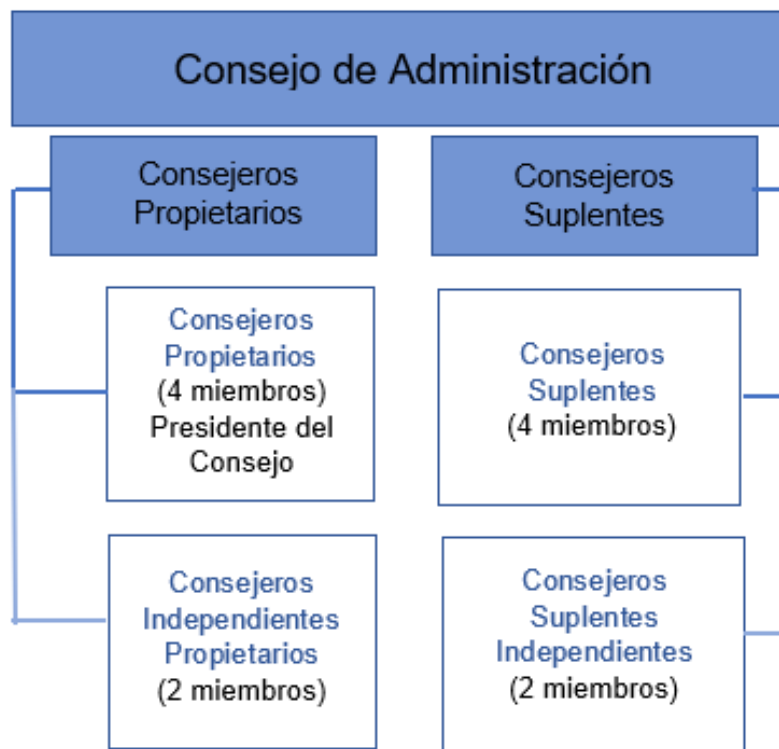 Consejo de Administración
Consejeros
Propietarios
Consejeros
Suplentes
Consejeros
Propietarios
(4 miembros)
Presidente del
Consejo
Consejeros
Suplentes
(4 miembros)
Consejeros
Independientes
Propietarios
(2 miembros)
Consejeros
Suplentes
Independientes
(2 miembros)